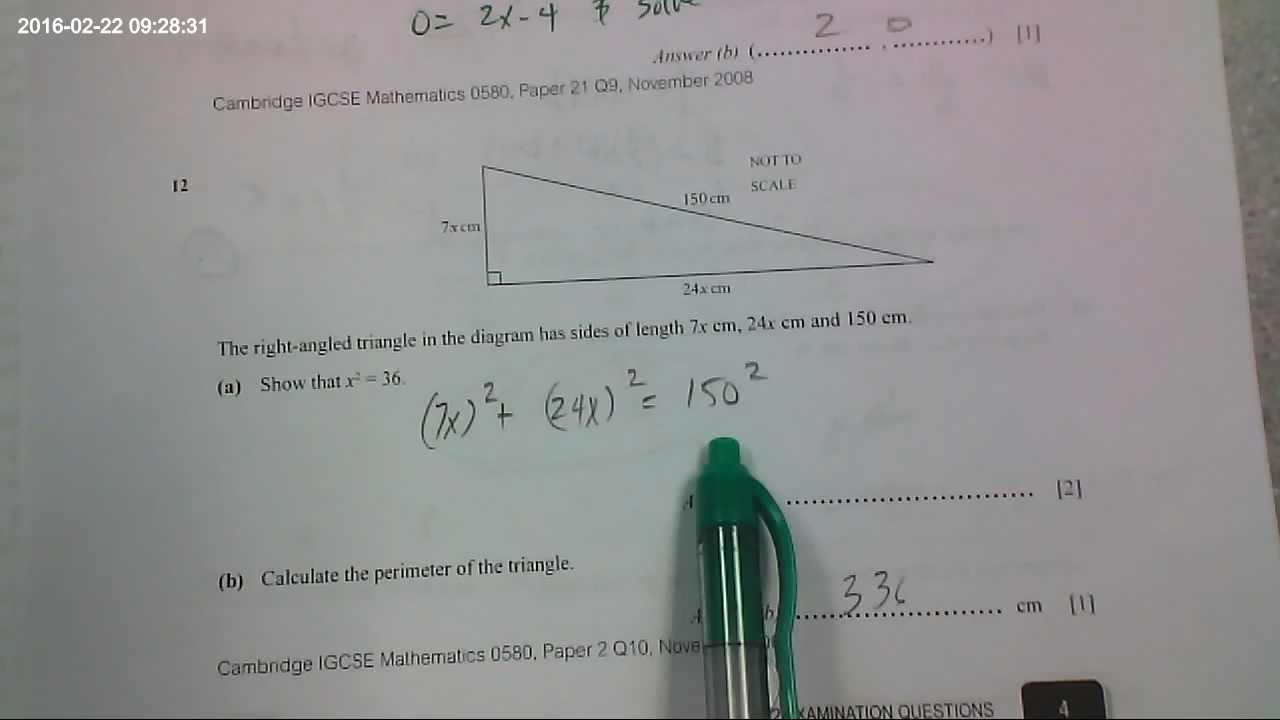 2016-02-22 09:28:31
0 = 2x - 4
Answer (b) (................ , ..............) [1]
2 0
Cambridge IGCSE Mathematics 0580, Paper 21 Q9, November 2008
12
NOT TO
SCALE
150 cm
7x cm
24x cm
The right-angled triangle in the diagram has sides of length 7x cm, 24x cm and 150 cm.
(a) Show that x² = 36.
(7x)² + (24x)² = 150²
[2]
(b) Calculate the perimeter of the triangle.
cm [1]
Cambridge IGCSE Mathematics 0580, Paper 2 Q10,
EXAMINATION QUESTIONS 4